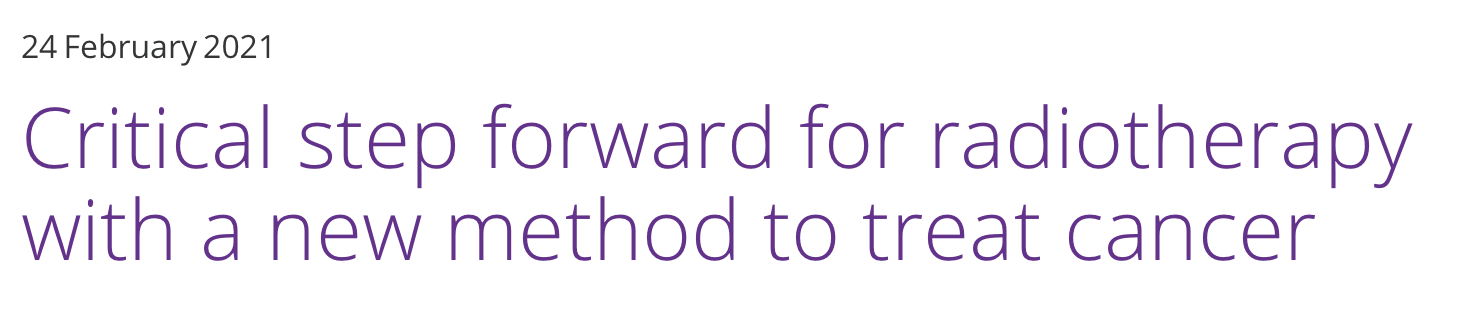 24 February 2021
Critical step forward for radiotherapy
with a new method to treat cancer